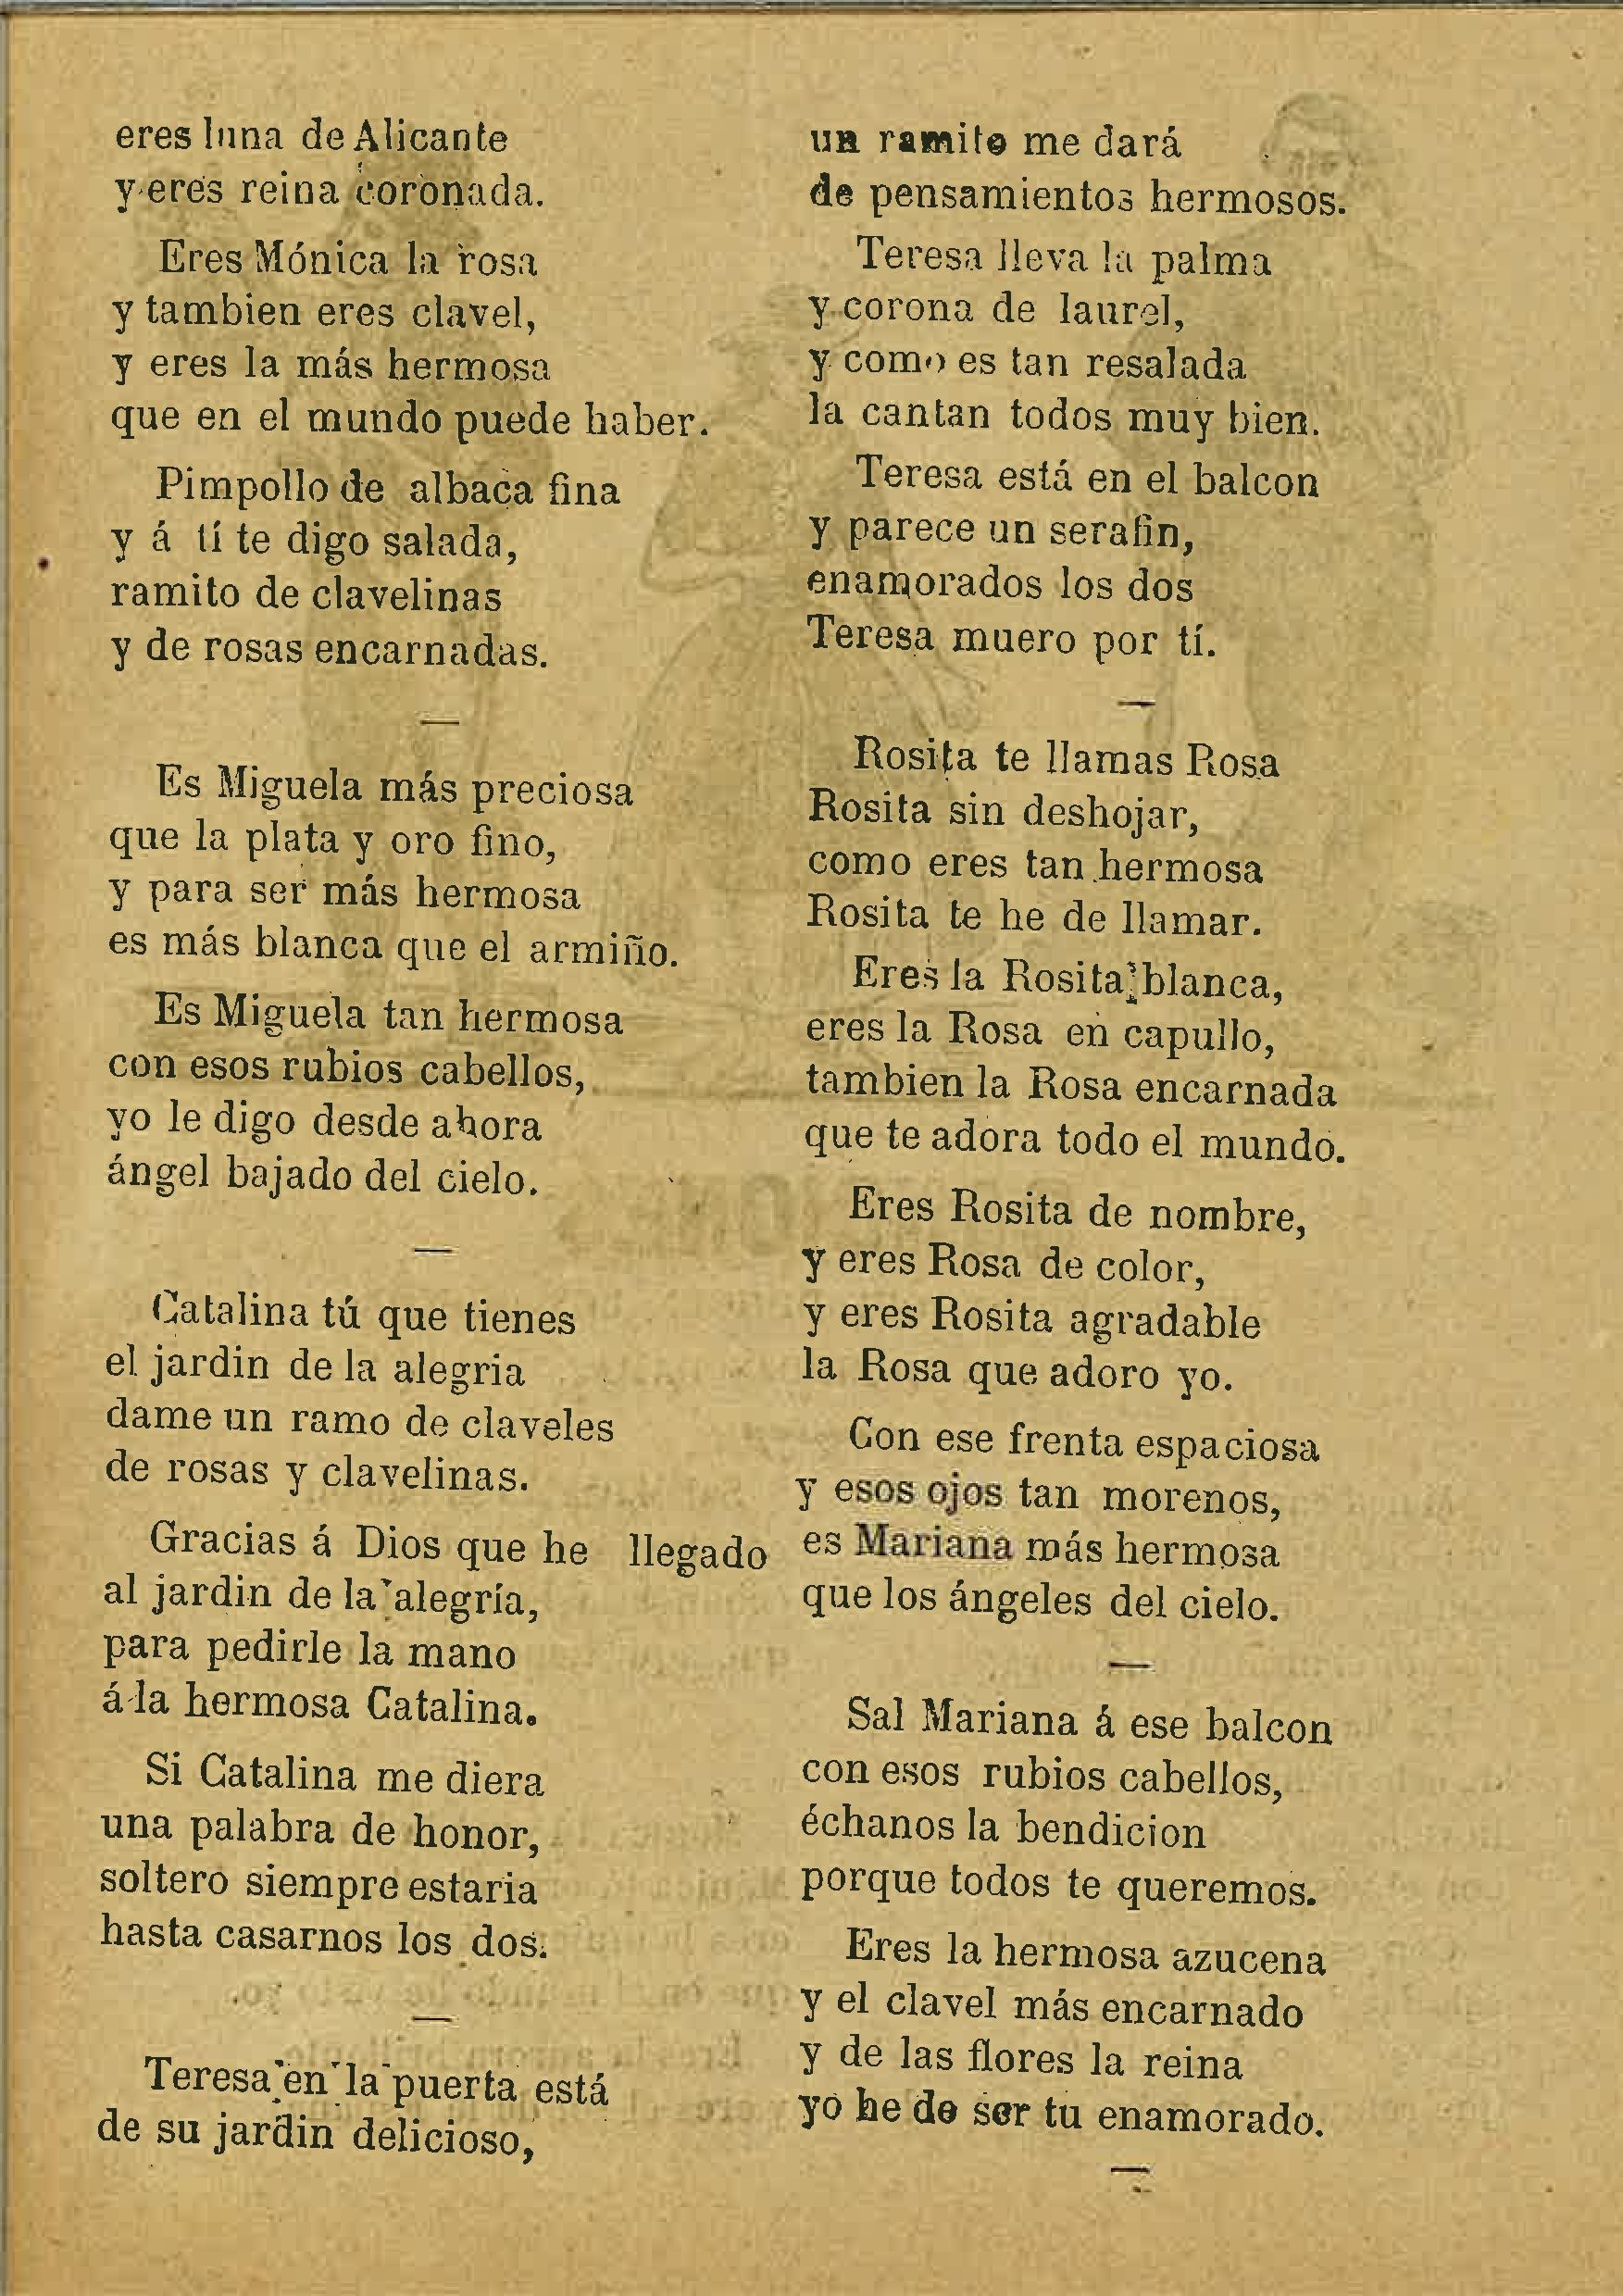 eres luna de Alicante
y eres reina coronada.
Eres Mónica la rosa
y tambien eres clavel,
y eres la más hermosa
que en el mundo puede haber.
Pimpollo de albaca fina
y á tí te digo salada,
ramito de clavelinas
y de rosas encarnadas.
—
Es Miguela más preciosa
que la plata y oro fino,
y para ser más hermosa
es más blanca que el armiño.
Es Miguela tan hermosa
con esos rubios cabellos,
yo le digo desde ahora
ángel bajado del cielo.
—
Catalina tú que tienes
el jardin de la alegria
dame un ramo de claveles
de rosas y clavelinas.
Gracias á Dios que he llegado
al jardin de la alegría,
para pedirle la mano
á la hermosa Catalina.
Si Catalina me diera
una palabra de honor,
soltero siempre estaria
hasta casarnos los dos.
—
Teresa en la puerta está
de su jardin delicioso,
un ramito me dará
de pensamientos hermosos.
Teresa lleva la palma
y corona de laurel,
y como es tan resalada
la cantan todos muy bien.
Teresa está en el balcon
y parece un serafin,
enamorados los dos
Teresa muero por tí.
—
Rosita te llamas Rosa
Rosita sin deshojar,
como eres tan hermosa
Rosita te he de llamar.
Eres la Rosita blanca,
eres la Rosa en capullo,
tambien la Rosa encarnada
que te adora todo el mundo.
Eres Rosita de nombre,
y eres Rosa de color,
y eres Rosita agradable
la Rosa que adoro yo.
Con ese frenta espaciosa
y esos ojos tan morenos,
es Mariana más hermosa
que los ángeles del cielo.
—
Sal Mariana á ese balcon
con esos rubios cabellos,
échanos la bendicion
porque todos te queremos.
Eres la hermosa azucena
y el clavel más encarnado
y de las flores la reina
yo he de ser tu enamorado.
—